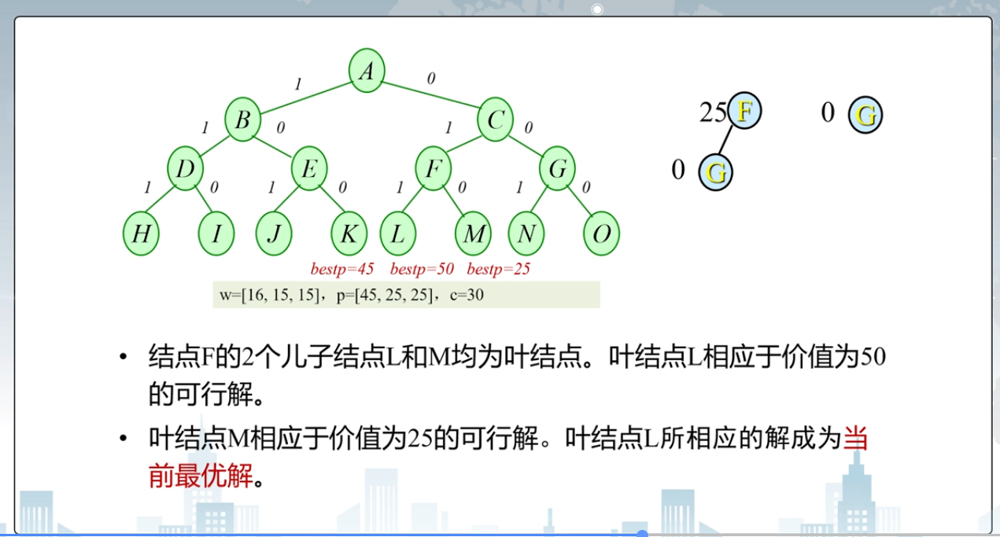 A
1 0
B C
1 0 1 0
D E F G
1 0 1 0 1 0 1 0
H I J K L M N O
25 F
0 G
0 G
bestp=45 bestp=50 bestp=25
w=[16, 15, 15]，p=[45, 25, 25]，c=30
• 结点F的2个儿子结点L和M均为叶结点。叶结点L相应于价值为50
的可行解。
• 叶结点M相应于价值为25的可行解。叶结点L所相应的解成为当
前最优解。